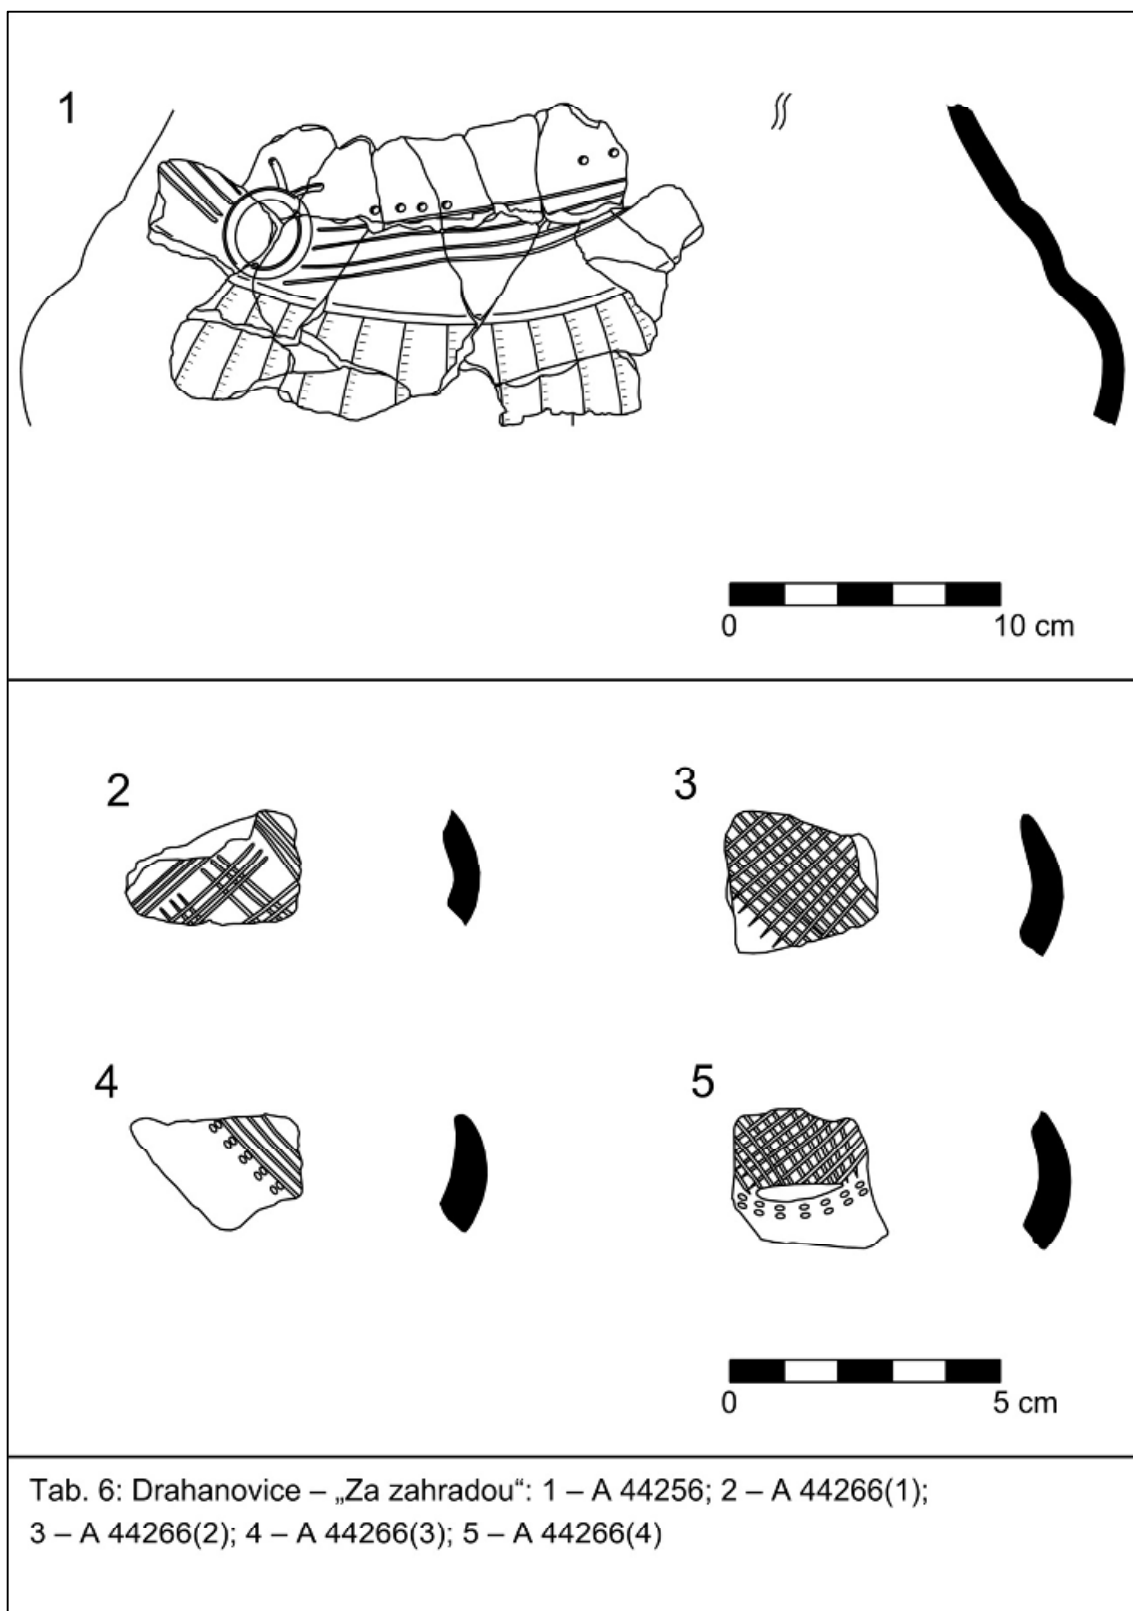 1
0 10 cm
2 3
4 5
0 5 cm
Tab. 6: Drahanovice – „Za zahradou“: 1 – A 44256; 2 – A 44266(1);
3 – A 44266(2); 4 – A 44266(3); 5 – A 44266(4)